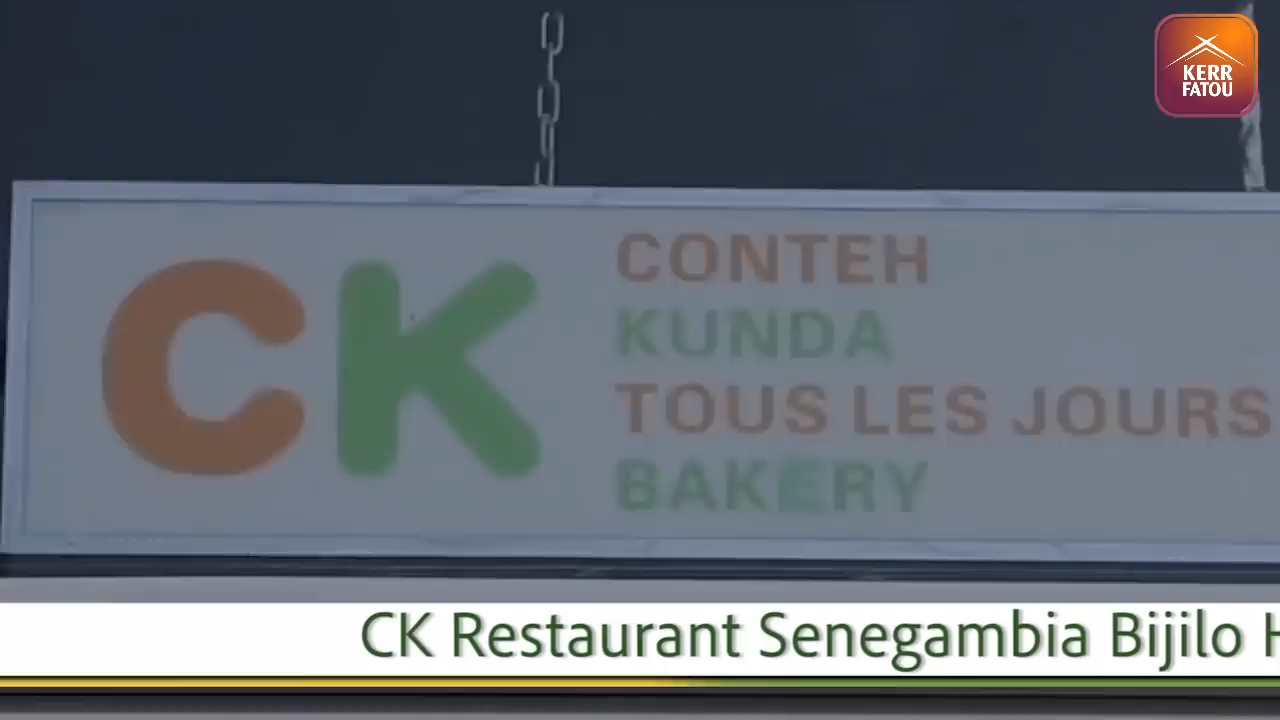 KERR
FATOU
CK
CONTEH
KUNDA
TOUS LES JOURS
BAKERY
CK Restaurant Senegambia Bijilo